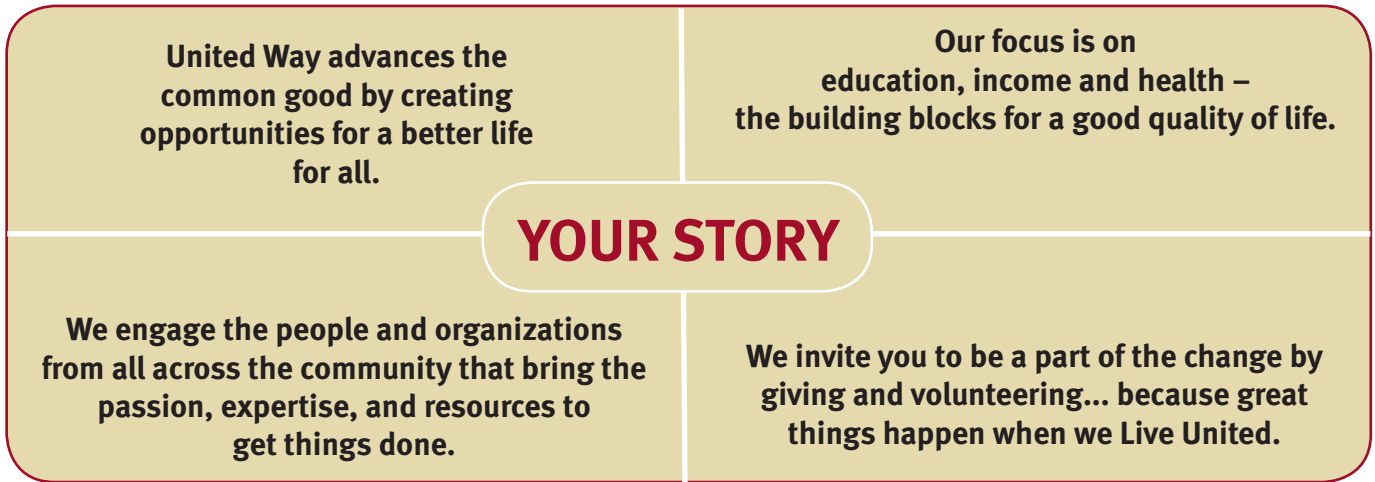 United Way advances the
common good by creating
opportunities for a better life
for all.
Our focus is on
education, income and health –
the building blocks for a good quality of life.
YOUR STORY
We engage the people and organizations
from all across the community that bring the
passion, expertise, and resources to
get things done.
We invite you to be a part of the change by
giving and volunteering... because great
things happen when we Live United.